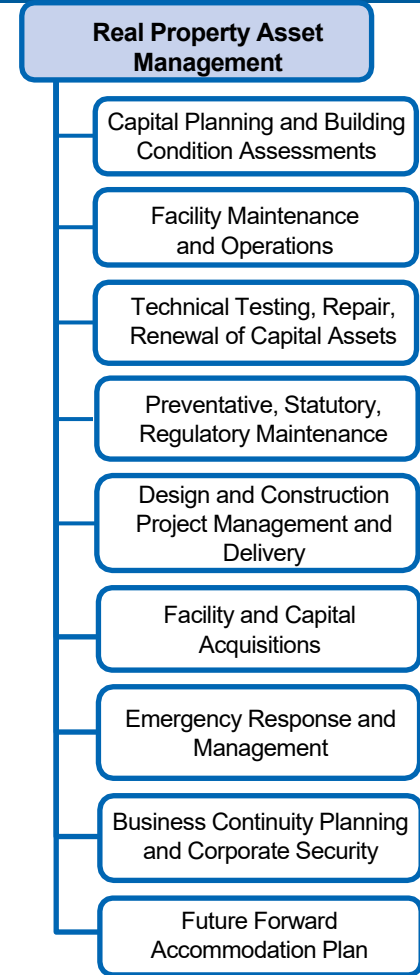 Real Property Asset
Management
Capital Planning and Building
Condition Assessments
Facility Maintenance
and Operations
Technical Testing, Repair,
Renewal of Capital Assets
Preventative, Statutory,
Regulatory Maintenance
Design and Construction
Project Management and
Delivery
Facility and Capital
Acquisitions
Emergency Response and
Management
Business Continuity Planning
and Corporate Security
Future Forward
Accommodation Plan